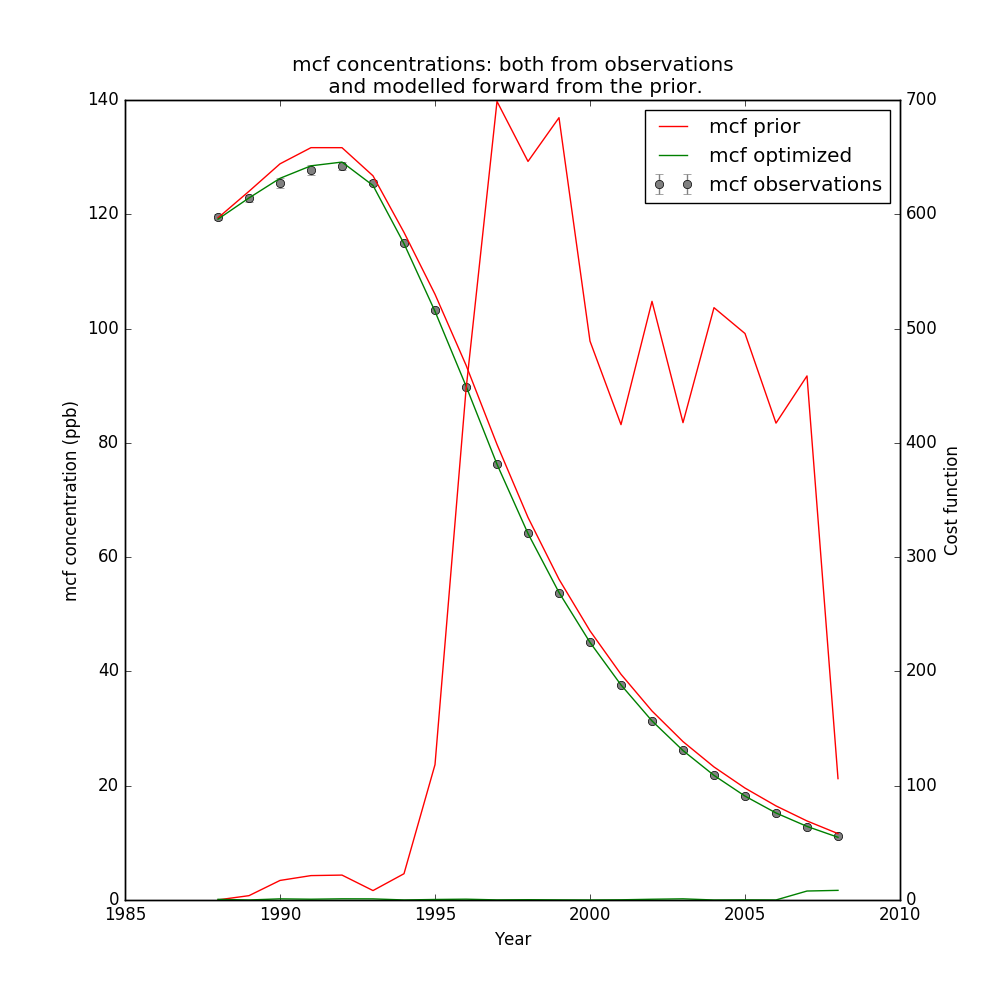 mcf concentrations: both from observations
and modelled forward from the prior.
mcf prior
mcf optimized
mcf observations
140
120
100
80
60
40
20
0
mcf concentration (ppb)
700
600
500
400
300
200
100
0
Cost function
1985
1990
1995
2000
2005
2010
Year